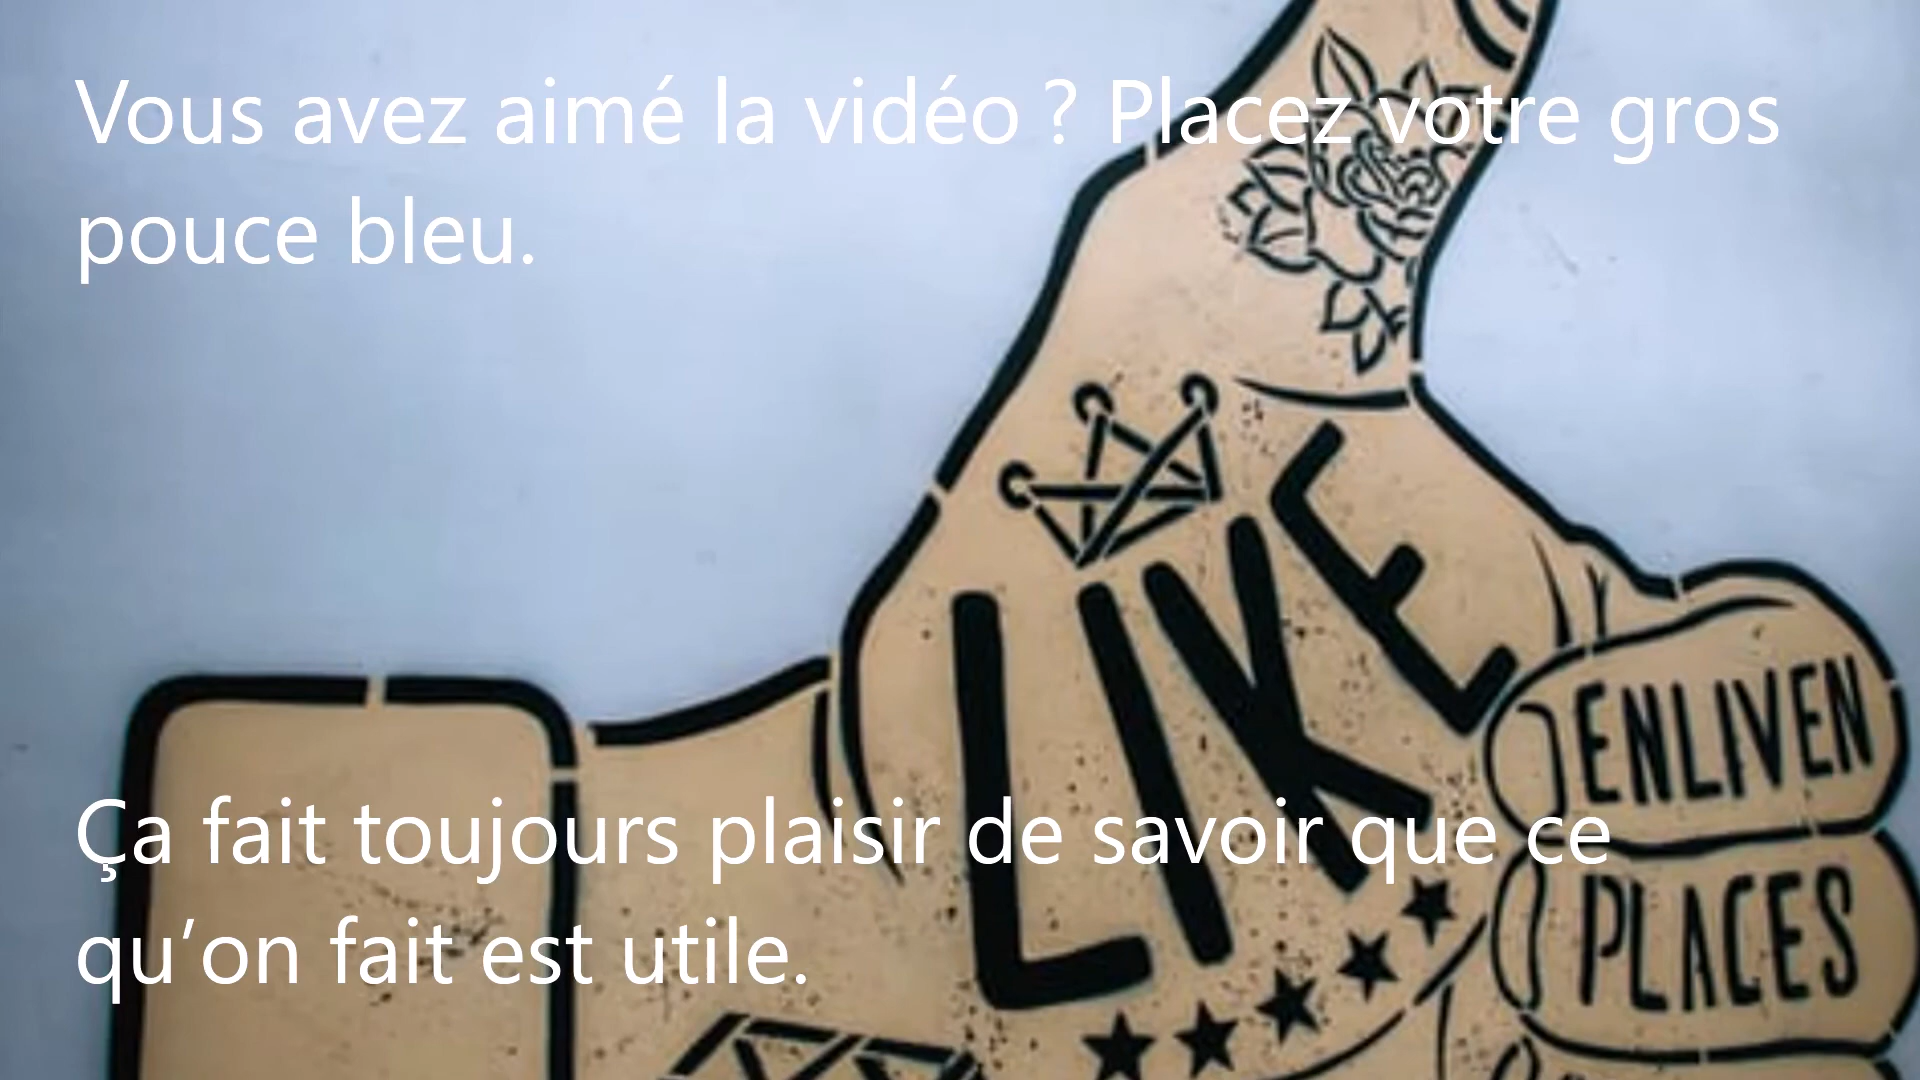 Vous avez aimé la vidéo ? Placez votre gros
pouce bleu.
LIKE
ENLIVEN
PLACES
Ça fait toujours plaisir de savoir que ce
qu’on fait est utile.